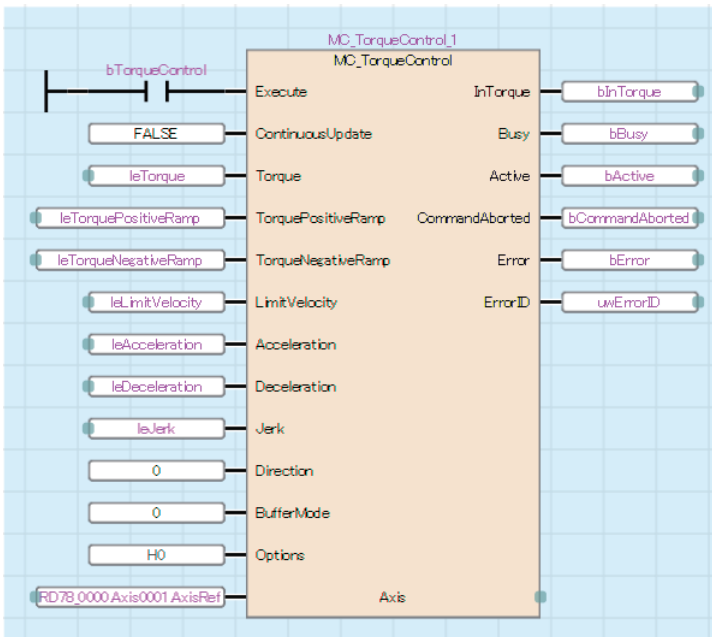 MC_TorqueControl_1
MC_TorqueControl
bTorqueControl
Execute InTorque bInTorque
FALSE ContinuousUpdate Busy bBusy
leTorque Torque Active bActive
leTorquePositiveRamp TorquePositiveRamp CommandAborted bCommandAborted
leTorqueNegativeRamp TorqueNegativeRamp Error bError
leLimitVelocity LimitVelocity ErrorID uwErrorID
leAcceleration Acceleration
leDeceleration Deceleration
leJerk Jerk
0 Direction
0 BufferMode
H0 Options
RD78_0000.Axis0001.AxisRef Axis